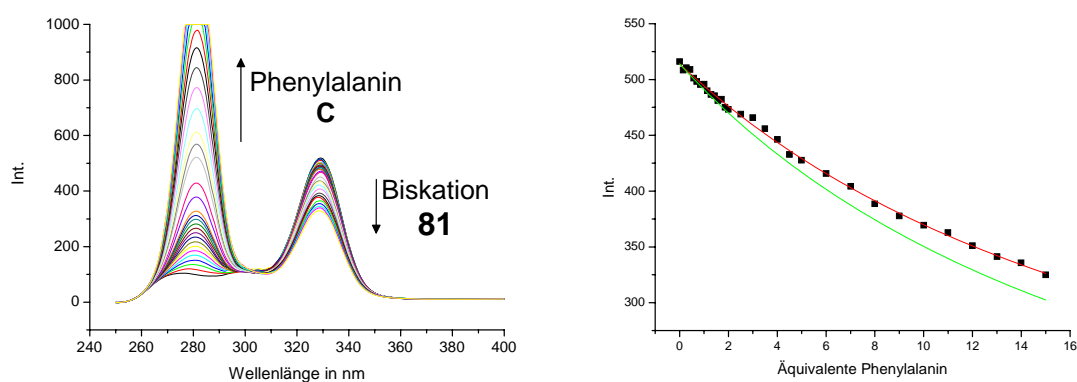 1000
800
600
400
200
0
Int.
Phenylalanin
C
Biskation
81
240 260 280 300 320 340 360 380 400
Wellenlänge in nm
550
500
450
400
350
300
Int.
0 2 4 6 8 10 12 14 16
Äquivalente Phenylalanin